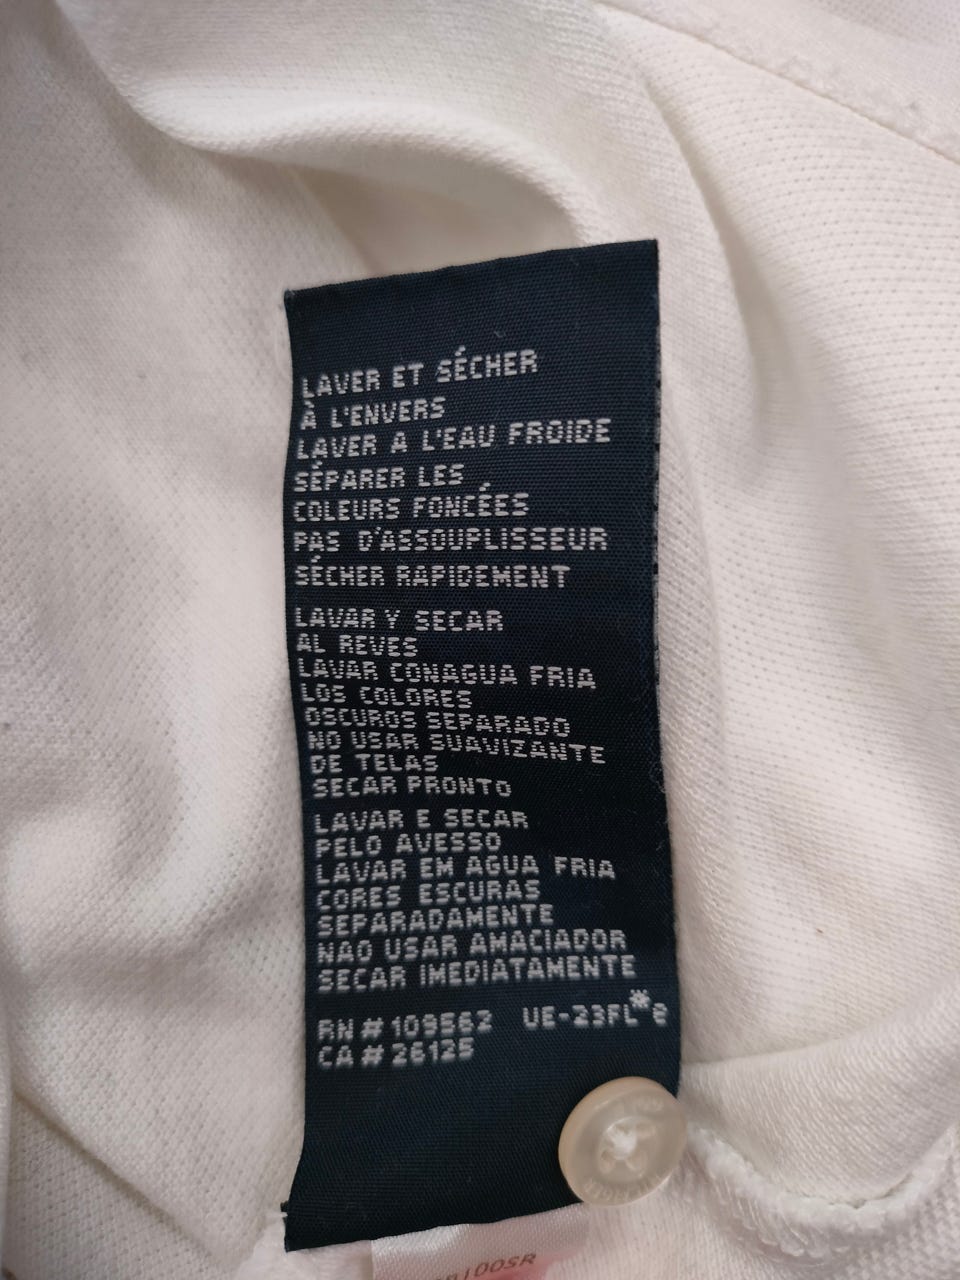 LAVER ET SÉCHER
À L'ENVERS
LAVER A L'EAU FROIDE
SÉPARER LES
COLEURS FONCÉES
PAS D'ASSOUPLISSEUR
SÉCHER RAPIDEMENT
LAVAR Y SECAR
AL REVES
LAVAR CONAGUA FRIA
LOS COLORES
OSCUROS SEPARADO
NO USAR SUAVIZANTE
DE TELAS
SECAR PRONTO
LAVAR E SECAR
PELO AVESSO
LAVAR EM AGUA FRIA
CORES ESCURAS
SEPARADAMENTE
NAO USAR AMACIADOR
SECAR IMEDIATAMENTE
RN # 109562 UE-23FL*2
CA # 26125